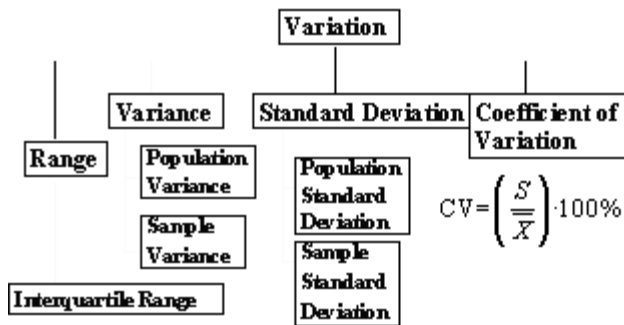 Variation
Variance
Standard Deviation
Coefficient of
Variation
Range
Population
Variance
Population
Standard
Deviation
CV=(S/X̅)·100%
Sample
Variance
Sample
Standard
Deviation
Interquartile Range